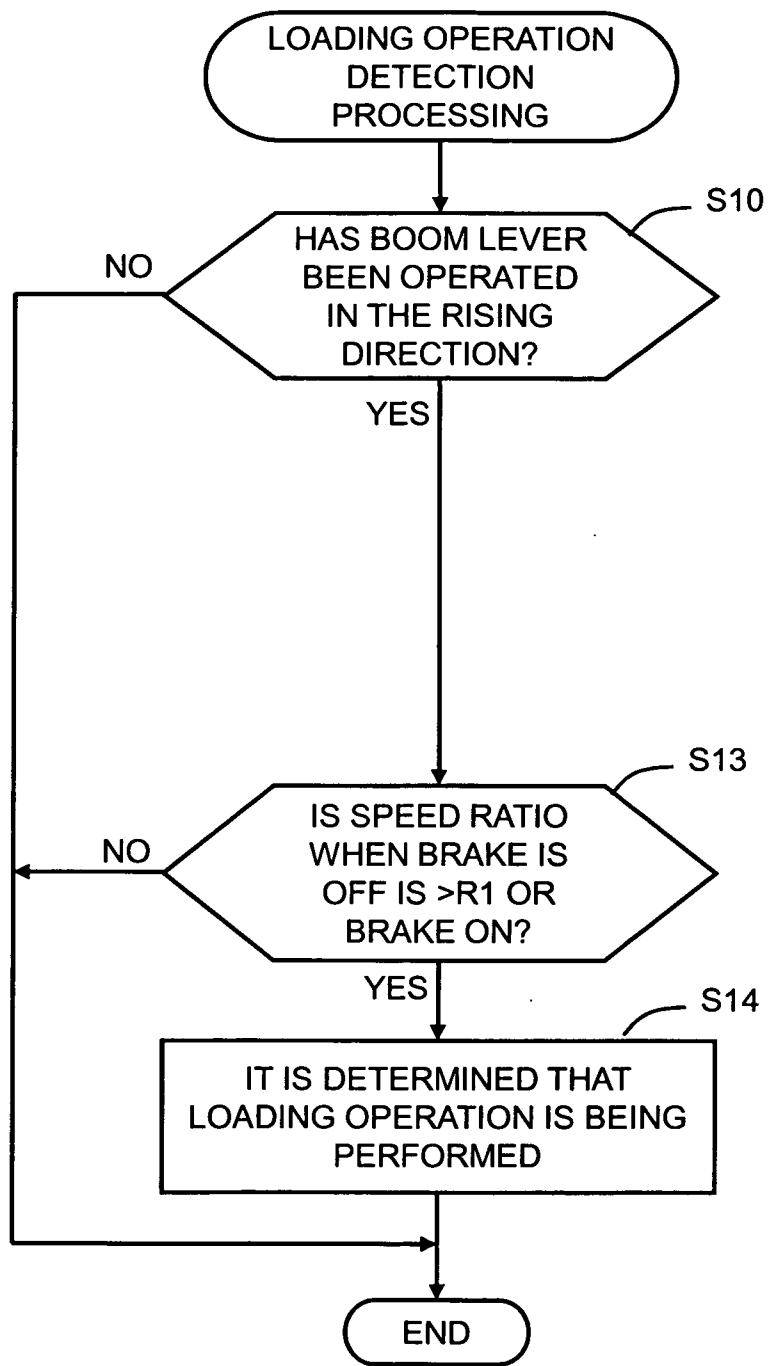 LOADING OPERATION
DETECTION
PROCESSING
S10
HAS BOOM LEVER
BEEN OPERATED
IN THE RISING
DIRECTION?
NO
YES
S13
IS SPEED RATIO
WHEN BRAKE IS
OFF IS >R1 OR
BRAKE ON?
NO
YES
S14
IT IS DETERMINED THAT
LOADING OPERATION IS BEING
PERFORMED
END